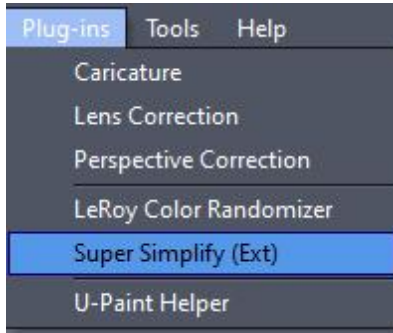 Plug-ins Tools Help
Caricature
Lens Correction
Perspective Correction
LeRoy Color Randomizer
Super Simplify (Ext)
U-Paint Helper